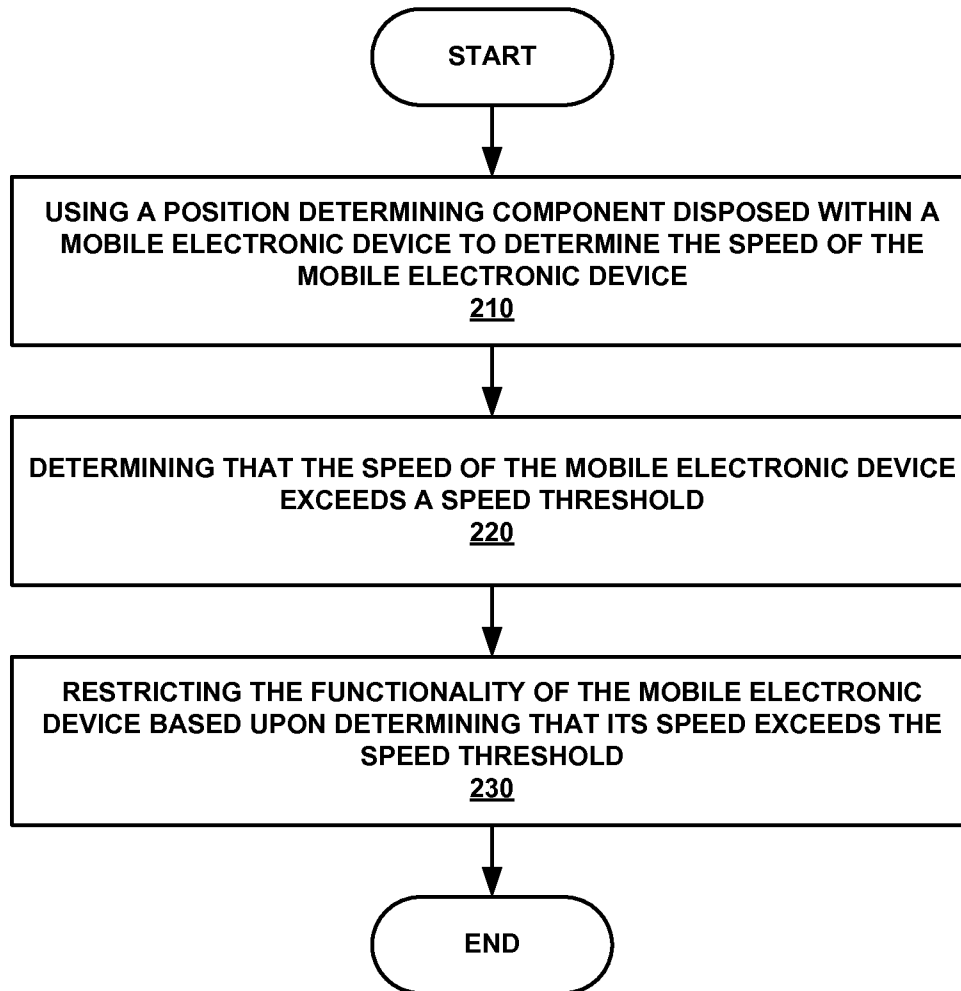 START
USING A POSITION DETERMINING COMPONENT DISPOSED WITHIN A
MOBILE ELECTRONIC DEVICE TO DETERMINE THE SPEED OF THE
MOBILE ELECTRONIC DEVICE
210
DETERMINING THAT THE SPEED OF THE MOBILE ELECTRONIC DEVICE
EXCEEDS A SPEED THRESHOLD
220
RESTRICTING THE FUNCTIONALITY OF THE MOBILE ELECTRONIC
DEVICE BASED UPON DETERMINING THAT ITS SPEED EXCEEDS THE
SPEED THRESHOLD
230
END